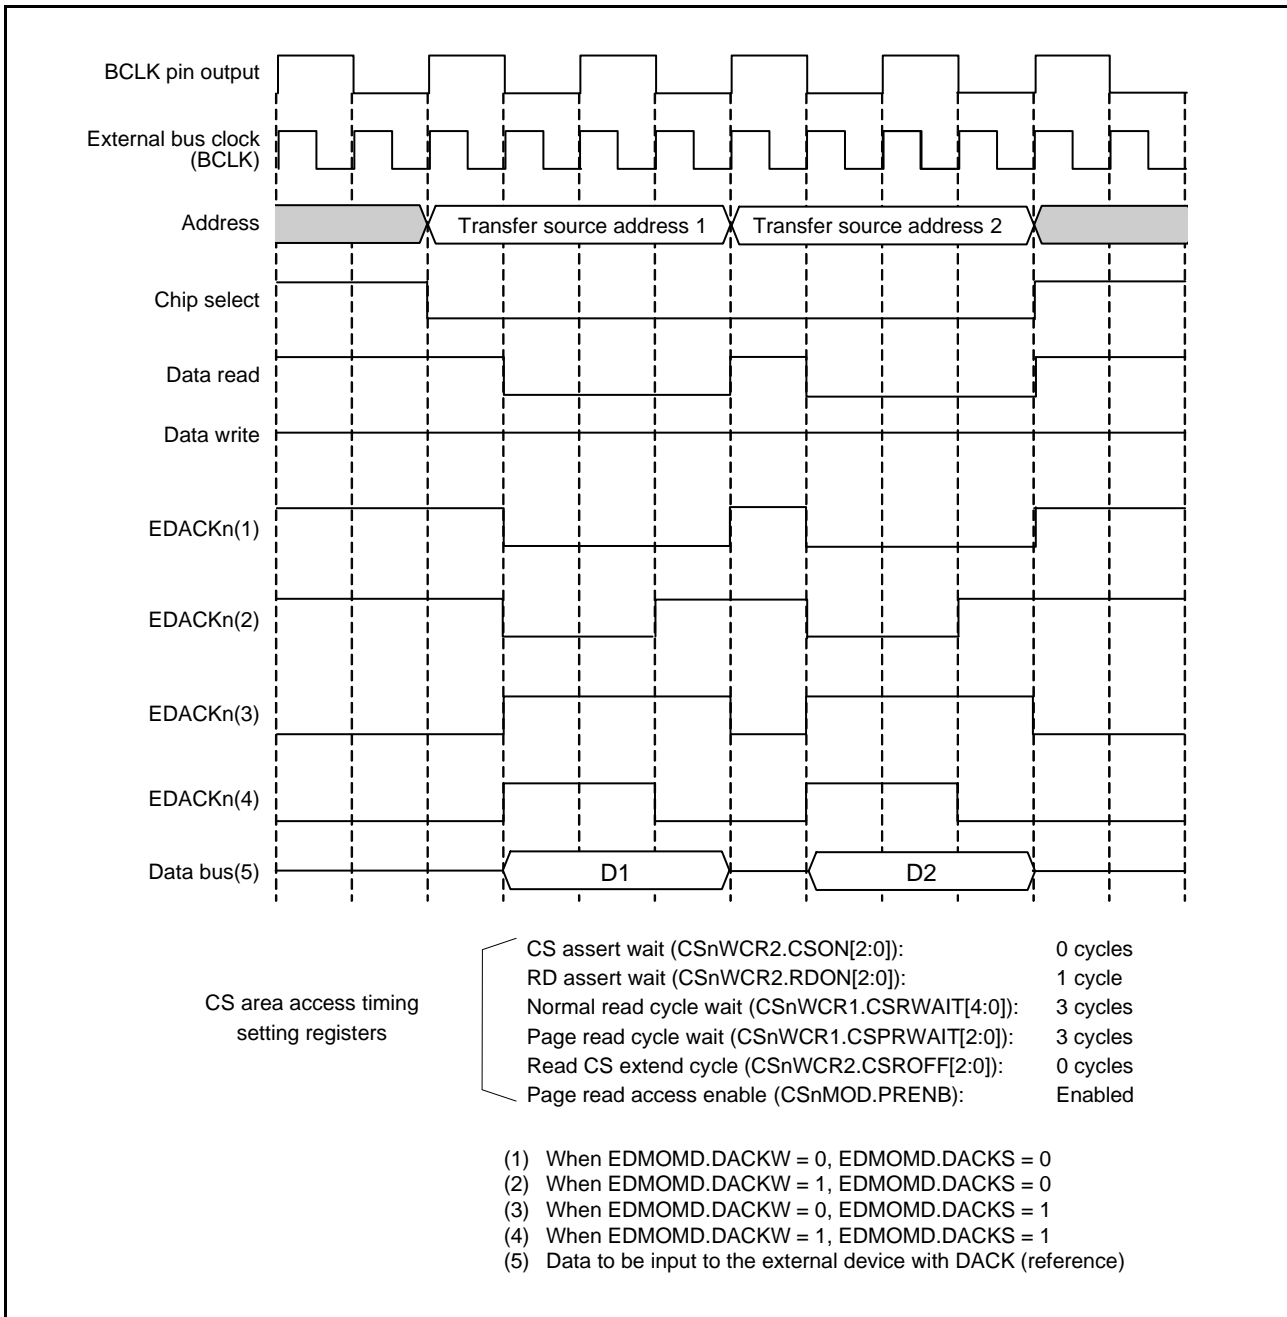 BCLK pin output
External bus clock
(BCLK)
Address
Transfer source address 1
Transfer source address 2
Chip select
Data read
Data write
EDACKn(1)
EDACKn(2)
EDACKn(3)
EDACKn(4)
Data bus(5)
D1
D2
CS area access timing
setting registers
CS assert wait (CSnWCR2.CSON[2:0]): 0 cycles
RD assert wait (CSnWCR2.RDON[2:0]): 1 cycle
Normal read cycle wait (CSnWCR1.CSRWAIT[4:0]): 3 cycles
Page read cycle wait (CSnWCR1.CSPRWAIT[2:0]): 3 cycles
Read CS extend cycle (CSnWCR2.CSROFF[2:0]): 0 cycles
Page read access enable (CSnMOD.PRENB): Enabled
(1) When EDMOMD.DACKW = 0, EDMOMD.DACKS = 0
(2) When EDMOMD.DACKW = 1, EDMOMD.DACKS = 0
(3) When EDMOMD.DACKW = 0, EDMOMD.DACKS = 1
(4) When EDMOMD.DACKW = 1, EDMOMD.DACKS = 1
(5) Data to be input to the external device with DACK (reference)